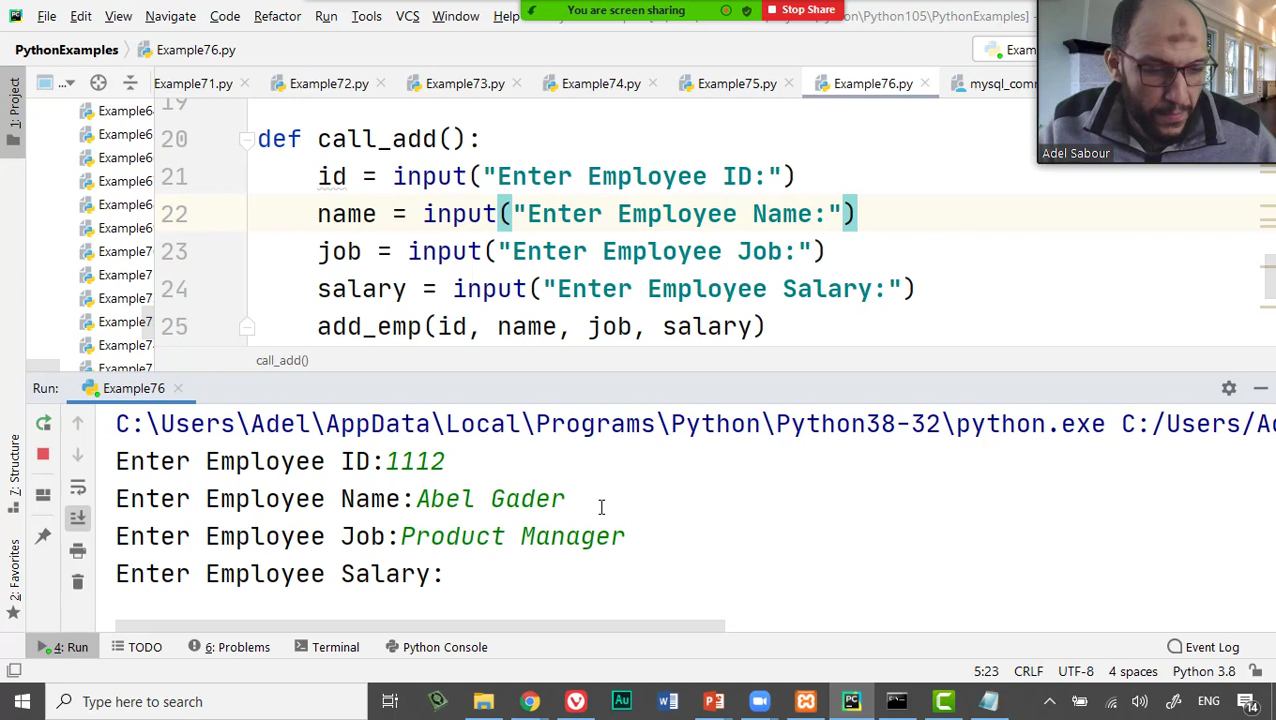 File Edit View Navigate Code Refactor Run Tools VCS Window
You are screen sharing
Stop Share
\Python105\PythonExamples]
PythonExamples
Example76.py
Exam
1: Project
Example71.py
Example72.py
Example73.py
Example74.py
Example75.py
Example76.py
mysql_com
Adel Sabour
Example6
Example6
Example6
Example6
Example6
Example6
Example6
Example7
Example7
Example7
Example7
Example7
19
20 def call_add():
21 id = input("Enter Employee ID:")
22 name = input("Enter Employee Name:")
23 job = input("Enter Employee Job:")
24 salary = input("Enter Employee Salary:")
25 add_emp(id, name, job, salary)
call_add()
Run: Example76
C:\Users\Adel\AppData\Local\Programs\Python\Python38-32\python.exe C:/Users/A
Enter Employee ID:1112
Enter Employee Name:Abel Gader
Enter Employee Job:Product Manager
Enter Employee Salary:
7: Structure
2: Favorites
4: Run TODO 6: Problems Terminal Python Console Event Log
5:23 CRLF UTF-8 4 spaces Python 3.8
Type here to search
ENG
14